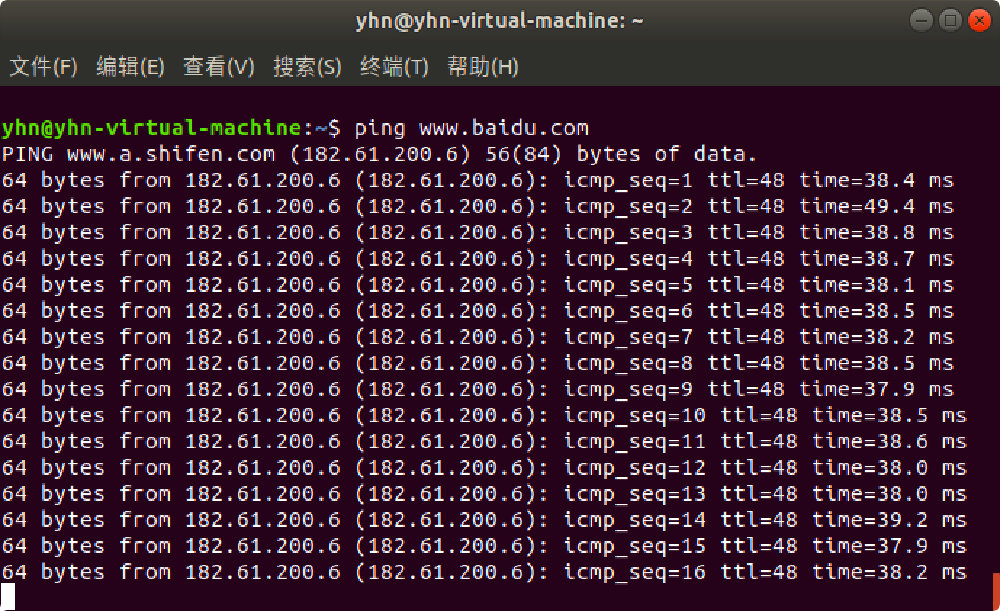 yhn@yhn-virtual-machine: ~
文件(F) 编辑(E) 查看(V) 搜索(S) 终端(T) 帮助(H)
yhn@yhn-virtual-machine:~$ ping www.baidu.com
PING www.a.shifen.com (182.61.200.6) 56(84) bytes of data.
64 bytes from 182.61.200.6 (182.61.200.6): icmp_seq=1 ttl=48 time=38.4 ms
64 bytes from 182.61.200.6 (182.61.200.6): icmp_seq=2 ttl=48 time=49.4 ms
64 bytes from 182.61.200.6 (182.61.200.6): icmp_seq=3 ttl=48 time=38.8 ms
64 bytes from 182.61.200.6 (182.61.200.6): icmp_seq=4 ttl=48 time=38.7 ms
64 bytes from 182.61.200.6 (182.61.200.6): icmp_seq=5 ttl=48 time=38.1 ms
64 bytes from 182.61.200.6 (182.61.200.6): icmp_seq=6 ttl=48 time=38.5 ms
64 bytes from 182.61.200.6 (182.61.200.6): icmp_seq=7 ttl=48 time=38.2 ms
64 bytes from 182.61.200.6 (182.61.200.6): icmp_seq=8 ttl=48 time=38.5 ms
64 bytes from 182.61.200.6 (182.61.200.6): icmp_seq=9 ttl=48 time=37.9 ms
64 bytes from 182.61.200.6 (182.61.200.6): icmp_seq=10 ttl=48 time=38.5 ms
64 bytes from 182.61.200.6 (182.61.200.6): icmp_seq=11 ttl=48 time=38.6 ms
64 bytes from 182.61.200.6 (182.61.200.6): icmp_seq=12 ttl=48 time=38.0 ms
64 bytes from 182.61.200.6 (182.61.200.6): icmp_seq=13 ttl=48 time=38.0 ms
64 bytes from 182.61.200.6 (182.61.200.6): icmp_seq=14 ttl=48 time=39.2 ms
64 bytes from 182.61.200.6 (182.61.200.6): icmp_seq=15 ttl=48 time=37.9 ms
64 bytes from 182.61.200.6 (182.61.200.6): icmp_seq=16 ttl=48 time=38.2 ms